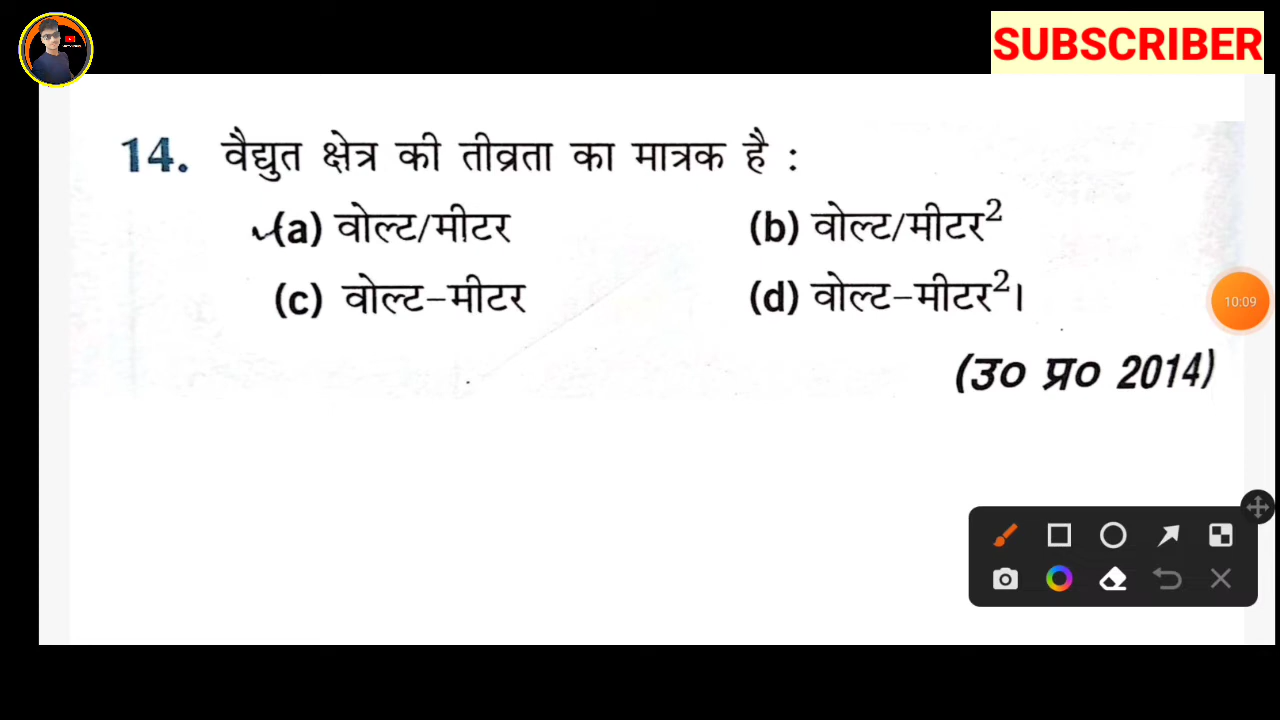 SUBSCRIBER
14. वैद्युत क्षेत्र की तीव्रता का मात्रक है :
(a) वोल्ट/मीटर (b) वोल्ट/मीटर²
(c) वोल्ट–मीटर (d) वोल्ट–मीटर²।
(उ० प्र० 2014)
10:09